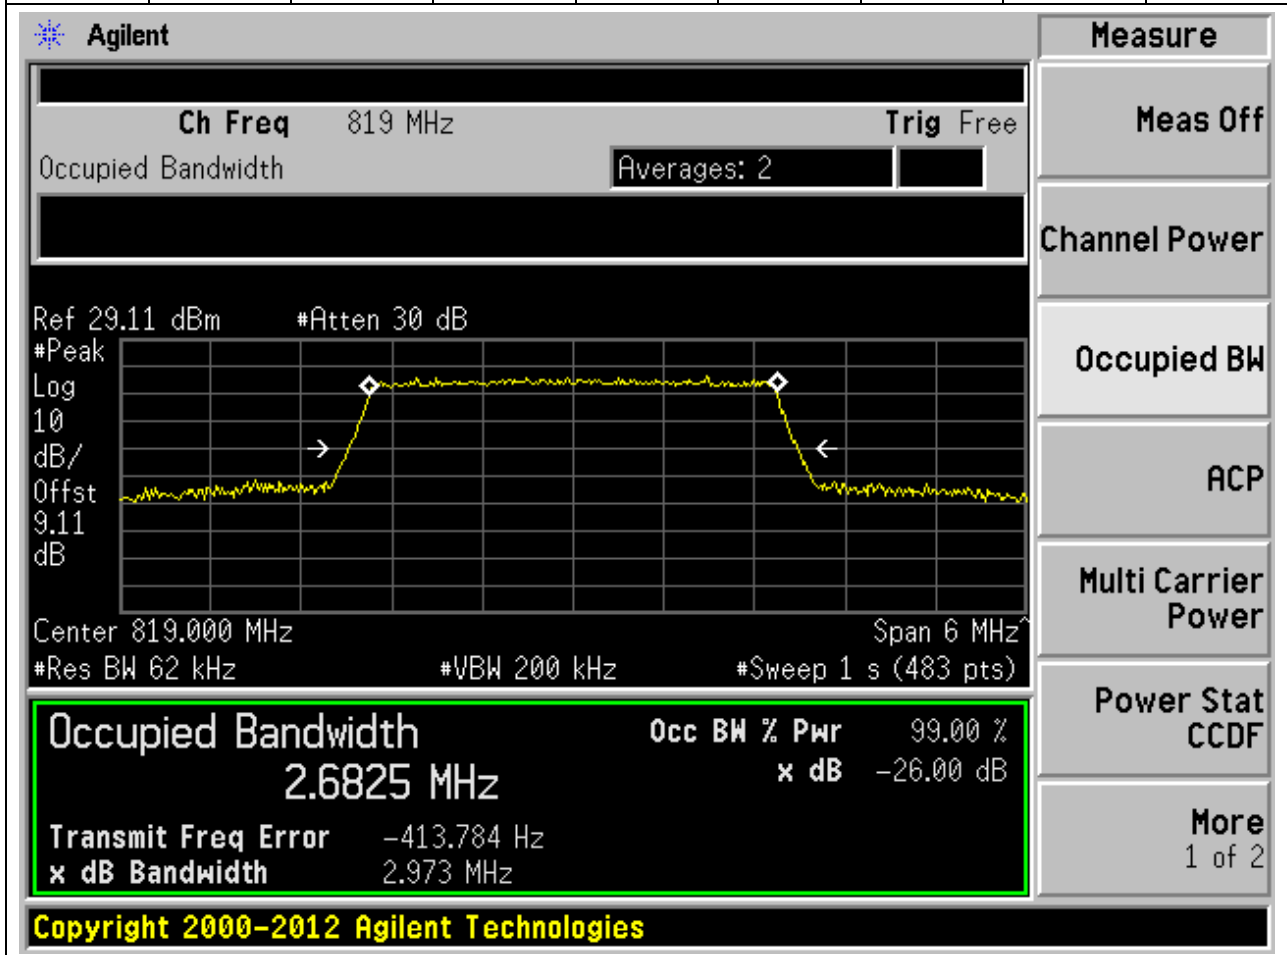 Agilent
Measure
Ch Freq 819 MHz Trig Free
Occupied Bandwidth Averages: 2
Meas Off
Channel Power
Occupied BW
ACP
Multi Carrier
Power
Power Stat
CCDF
More
1 of 2
Ref 29.11 dBm #Atten 30 dB
#Peak
Log
10
dB/
Offst
9.11
dB
Center 819.000 MHz Span 6 MHz^
#Res BW 62 kHz #VBW 200 kHz #Sweep 1 s (483 pts)
Occupied Bandwidth Occ BW % Pwr 99.00 %
2.6825 MHz x dB -26.00 dB
Transmit Freq Error -413.784 Hz
x dB Bandwidth 2.973 MHz
Copyright 2000-2012 Agilent Technologies